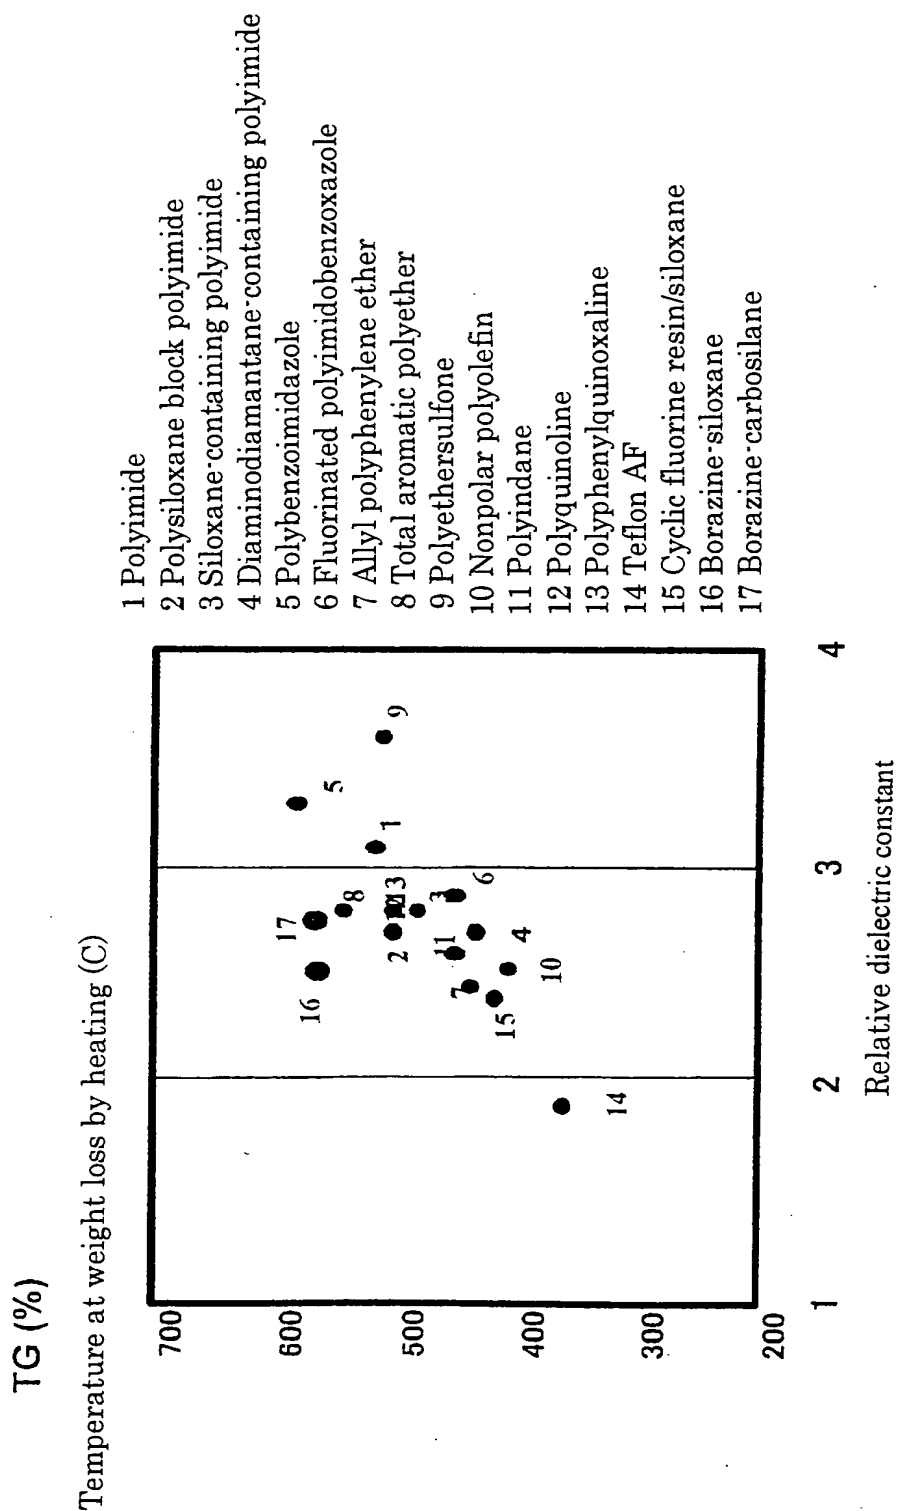 TG (%)
Temperature at weight loss by heating (C)
700
600
500
400
300
200
1
2
3
4
Relative dielectric constant
16
17
5
8
1
9
13
2
3
6
11
4
7
10
15
14
1 Polyimide
2 Polysiloxane block polyimide
3 Siloxane-containing polyimide
4 Diaminodiamantane-containing polyimide
5 Polybenzoimidazole
6 Fluorinated polyimidobenzoxazole
7 Allyl polyphenylene ether
8 Total aromatic polyether
9 Polyethersulfone
10 Nonpolar polyolefin
11 Polyindane
12 Polyquinoline
13 Polyphenylquinoxaline
14 Teflon AF
15 Cyclic fluorine resin/siloxane
16 Borazine-siloxane
17 Borazine-carbosilane